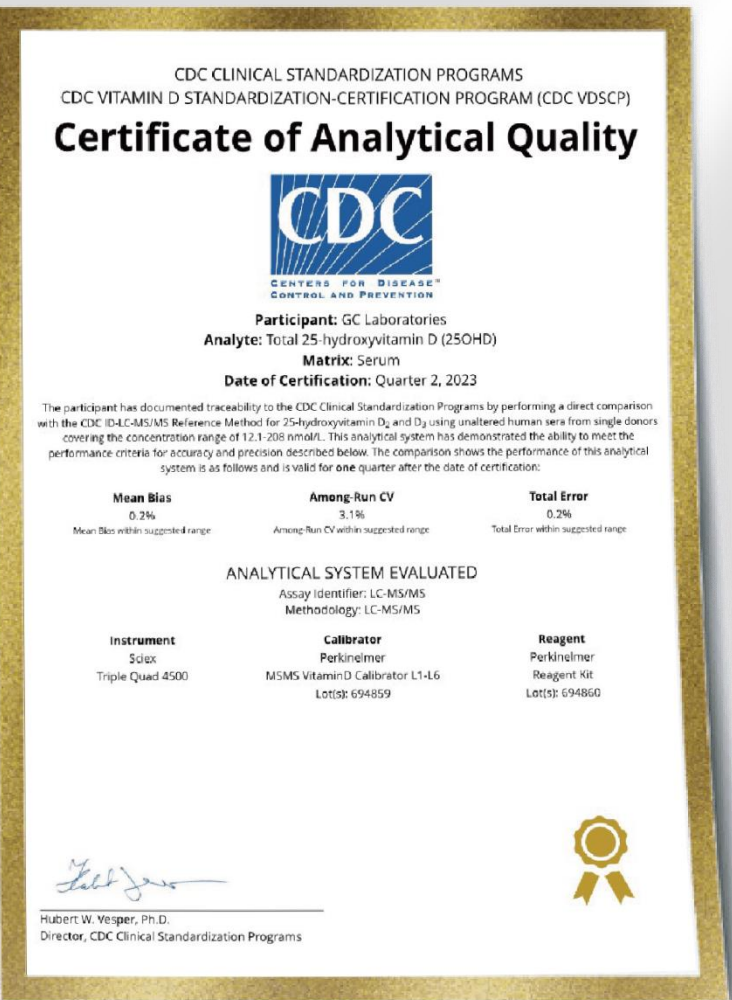 CDC CLINICAL STANDARDIZATION PROGRAMS
CDC VITAMIN D STANDARDIZATION-CERTIFICATION PROGRAM (CDC VDSCP)
Certificate of Analytical Quality
CDC
CENTERS FOR DISEASE™
CONTROL AND PREVENTION
Participant: GC Laboratories
Analyte: Total 25-hydroxyvitamin D (25OHD)
Matrix: Serum
Date of Certification: Quarter 2, 2023
The participant has documented traceability to the CDC Clinical Standardization Programs by performing a direct comparison
with the CDC ID-LC-MS/MS Reference Method for 25-hydroxyvitamin D₂ and D₃ using unaltered human sera from single donors
covering the concentration range of 12.1-208 nmol/L. This analytical system has demonstrated the ability to meet the
performance criteria for accuracy and precision described below. The comparison shows the performance of this analytical
system is as follows and is valid for one quarter after the date of certification:
Mean Bias Among-Run CV Total Error
0.2% 3.1% 0.2%
Mean Bias within suggested range Among-Run CV within suggested range Total Error within suggested range
ANALYTICAL SYSTEM EVALUATED
Assay Identifier: LC-MS/MS
Methodology: LC-MS/MS
Instrument Calibrator Reagent
Sciex Perkinelmer Perkinelmer
Triple Quad 4500 MSMS VitaminD Calibrator L1-L6 Reagent Kit
Lot(s): 694859 Lot(s): 694860
Hubert W. Vesper, Ph.D.
Director, CDC Clinical Standardization Programs